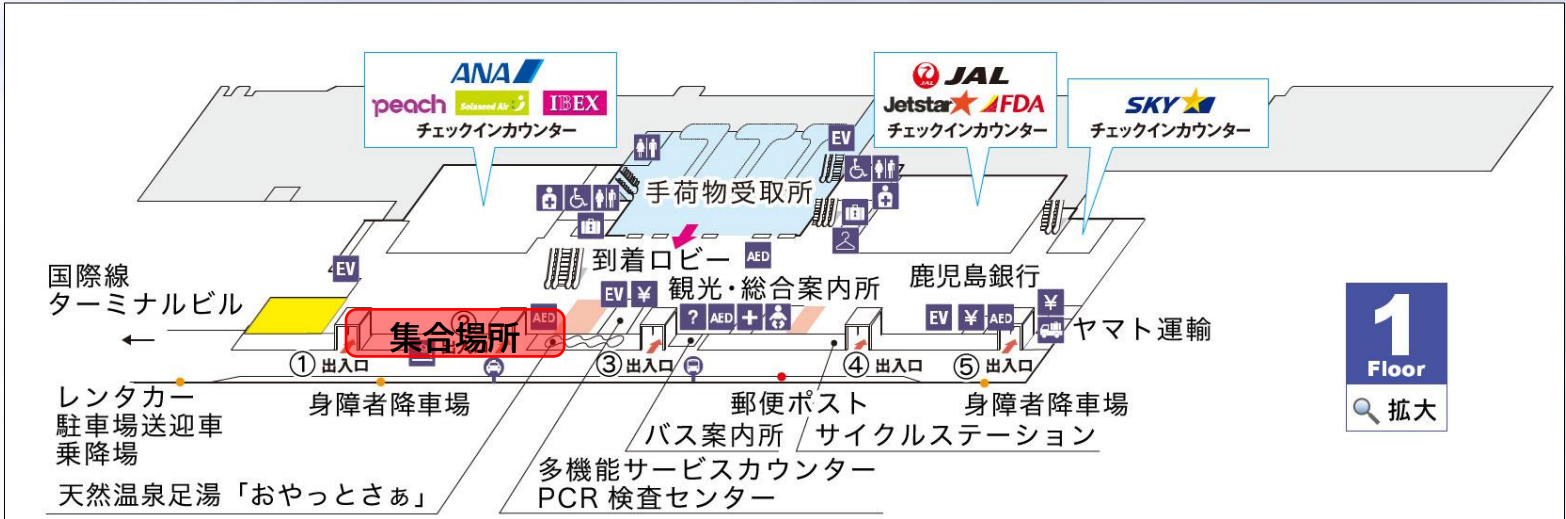 ANA
peach Solaseed Air IBEX
チェックインカウンター
JAL
Jetstar FDA
チェックインカウンター
SKY
チェックインカウンター
EV
手荷物受取所
到着ロビー AED
国際線
ターミナルビル
EV
EV ¥
観光・総合案内所
? AED
鹿児島銀行
EV ¥ AED
¥
ヤマト運輸
AED
集合場所
① 出入口
③ 出入口
④ 出入口
⑤ 出入口
レンタカー
駐車場送迎車
乗降場
身障者降車場
郵便ポスト
身障者降車場
バス案内所
サイクルステーション
多機能サービスカウンター
PCR 検査センター
天然温泉足湯「おやっとさぁ」
1
Floor
拡大